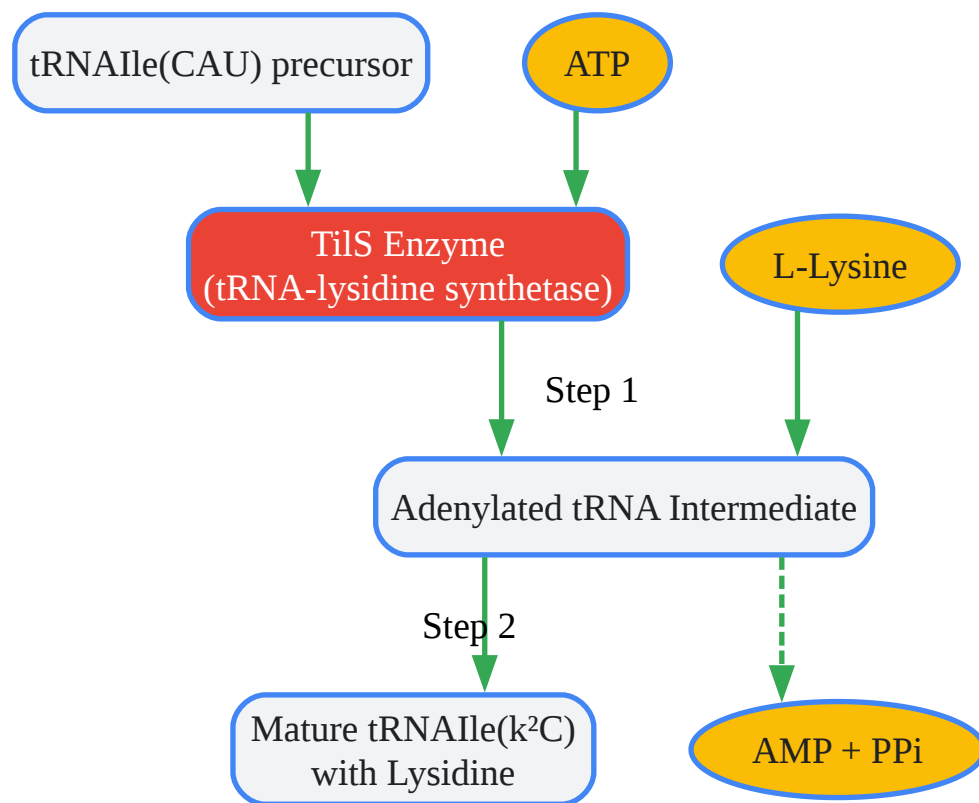 tRNAIle(CAU) precursor
ATP
TilS Enzyme
(tRNA-lysidine synthetase)
L-Lysine
Step 1
Adenylated tRNA Intermediate
Step 2
Mature tRNAIle(k²C)
with Lysidine
AMP + PPi